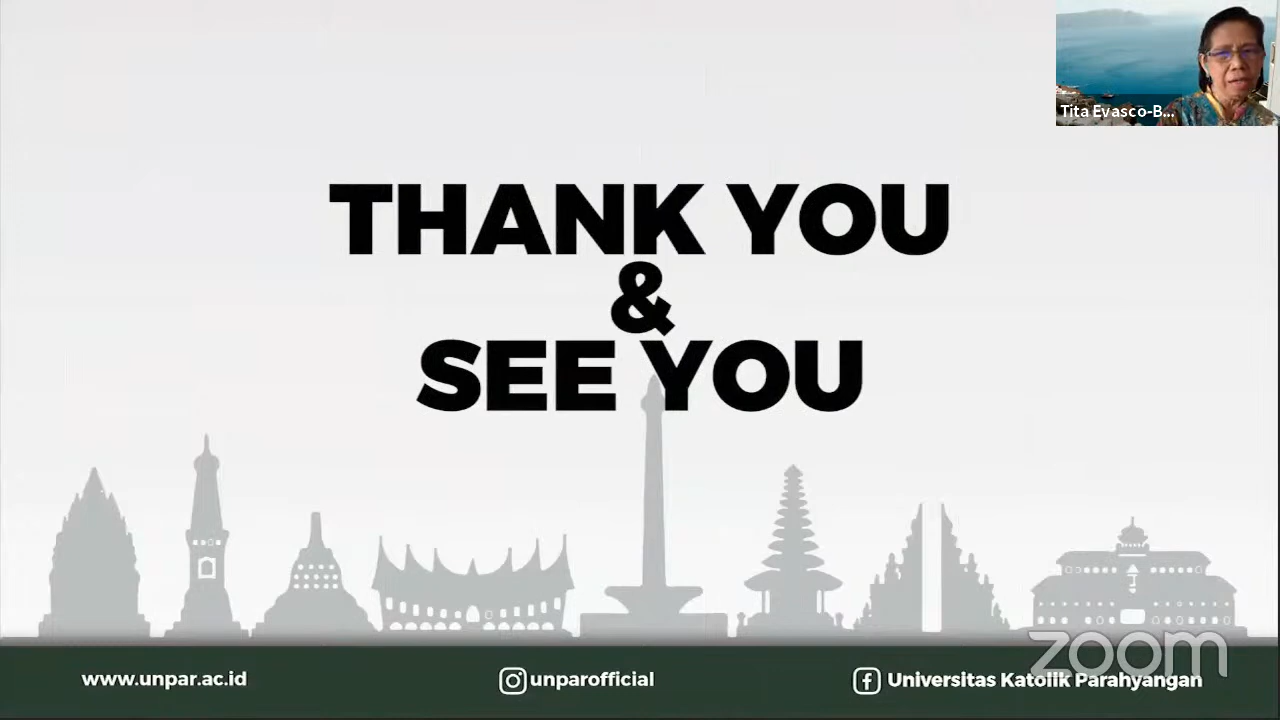 Tita Evasco-B...
THANK YOU
&
SEE YOU
www.unpar.ac.id
unparofficial
Universitas Katolik Parahyangan
zoom